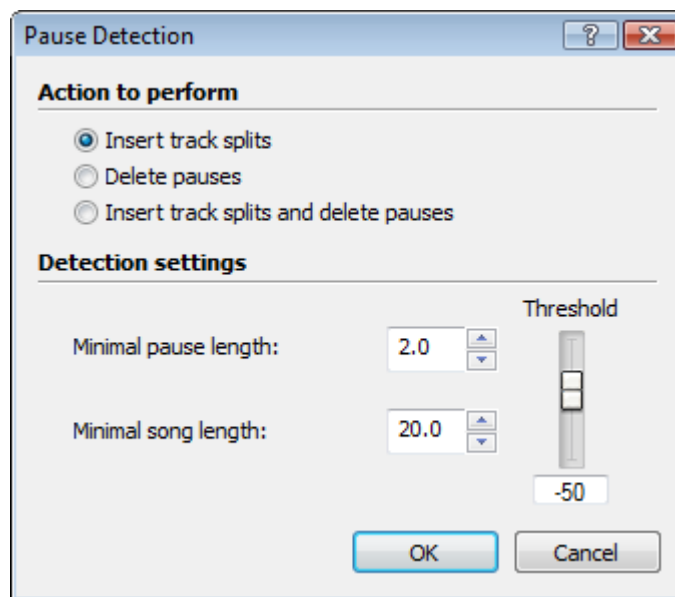 Pause Detection
?
Action to perform
Insert track splits
Delete pauses
Insert track splits and delete pauses
Detection settings
Threshold
Minimal pause length: 2.0
Minimal song length: 20.0
-50
OK Cancel